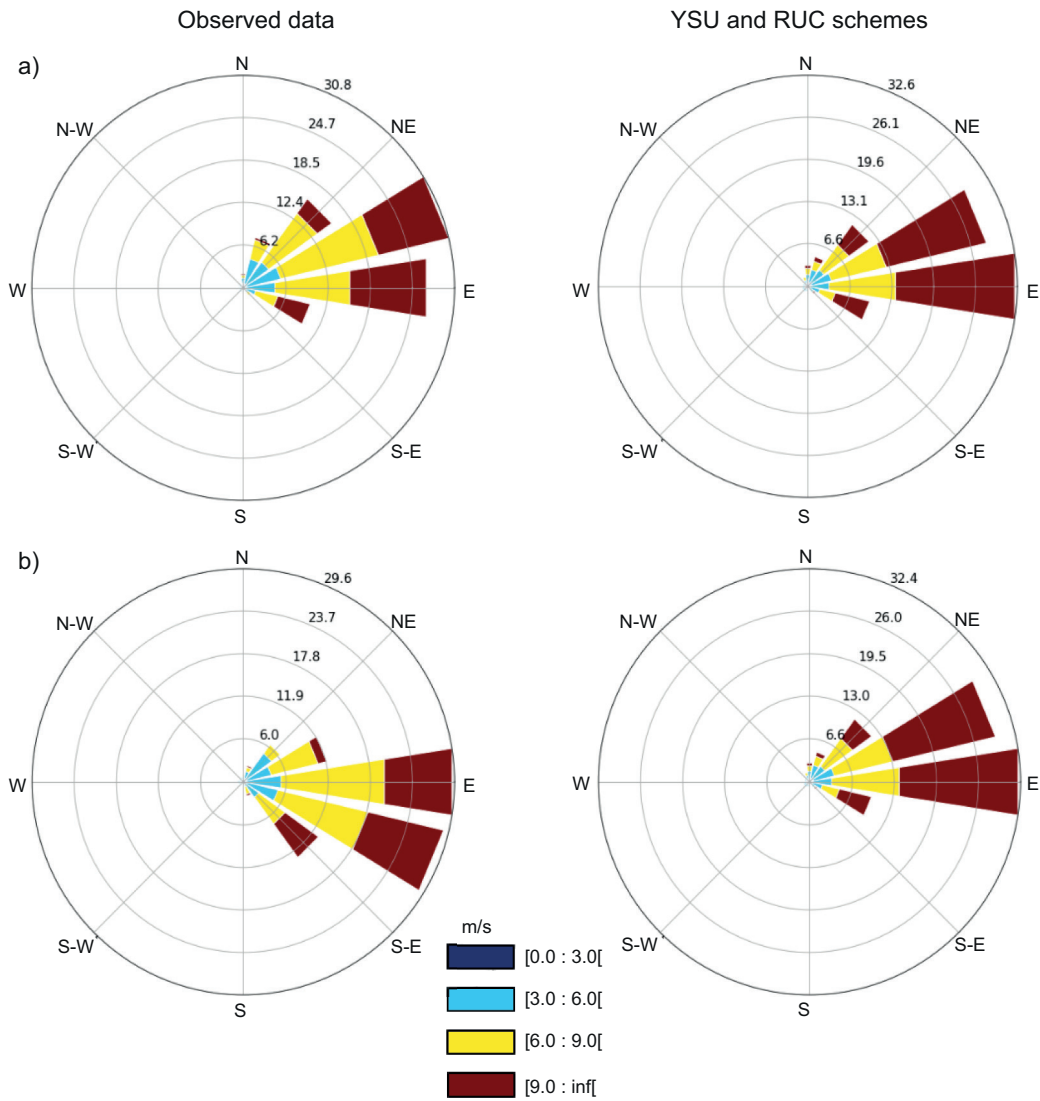 Observed data
YSU and RUC schemes
a)
N
30.8
24.7
18.5
12.4
6.2
N-W
NE
W
E
S-W'
S-E
S
N
32.6
26.1
19.6
13.1
6.6
N-W
NE
W
E
S-W'
S-E
S
b)
N
29.6
23.7
17.8
11.9
6.0
N-W
NE
W
E
S-W'
S-E
S
N
32.4
26.0
19.5
13.0
6.6
N-W
NE
W
E
S-W'
S-E
S
m/s
[0.0 : 3.0[
[3.0 : 6.0[
[6.0 : 9.0[
[9.0 : inf[